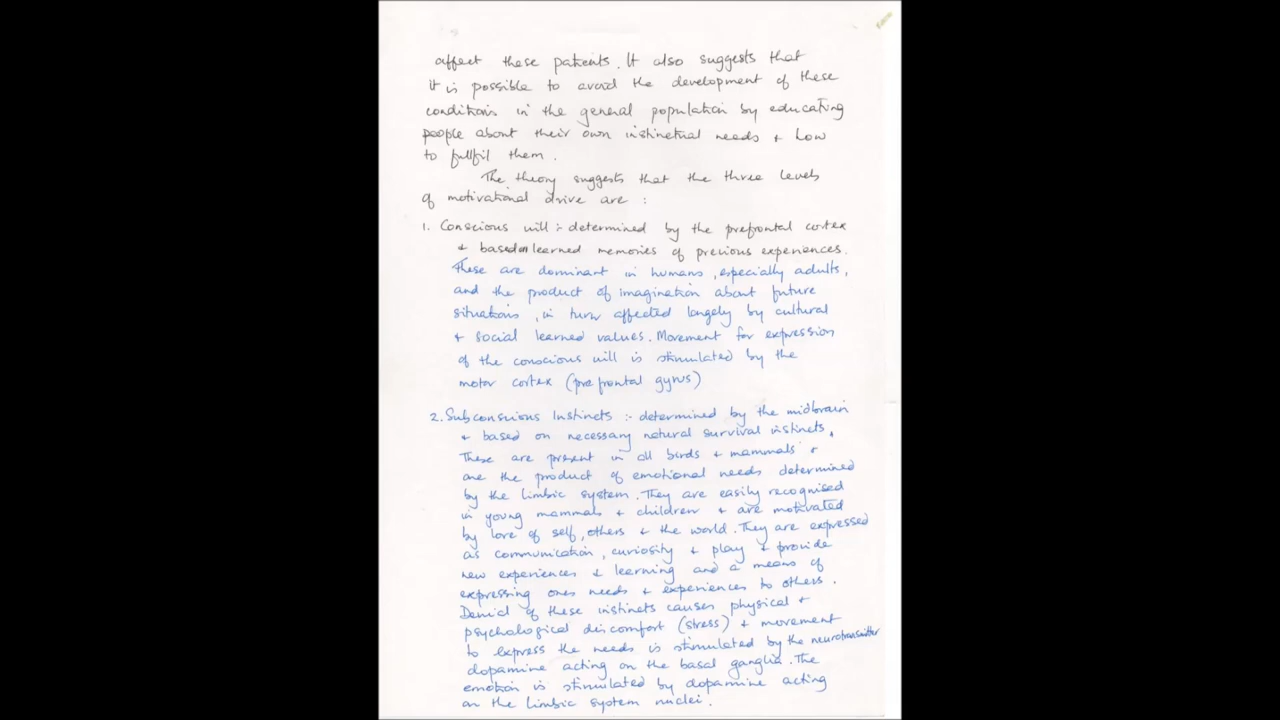 affect these patients. It also suggests that
it is possible to avoid the development of these
conditions in the general population by educating
people about their own instinctual needs + how
to fullfil them.
The theory suggests that the three levels
of motivational drive are :
1. Conscious will :- determined by the prefrontal cortex
+ based on learned memories of previous experiences.
These are dominant in humans, especially adults,
and the product of imagination about future
situations, in turn affected largely by cultural
+ social learned values. Movement for expression
of the conscious will is stimulated by the
motor cortex (prefrontal gyrus)
2. Subconscious Instincts :- determined by the midbrain
+ based on necessary natural survival instincts.
These are present in all birds + mammals +
are the product of emotional needs determined
by the limbic system. They are easily recognised
in young mammals + children + are motivated
by love of self, others + the world. They are expressed
as communication, curiosity + play + provide
new experiences + learning and a means of
expressing ones needs + experiences to others.
Denial of these instincts causes physical +
psychological discomfort (stress) + movement
to express the needs is stimulated by the neurotransmitter
dopamine acting on the basal ganglia. The
emotion is stimulated by dopamine acting
on the limbic system nuclei.